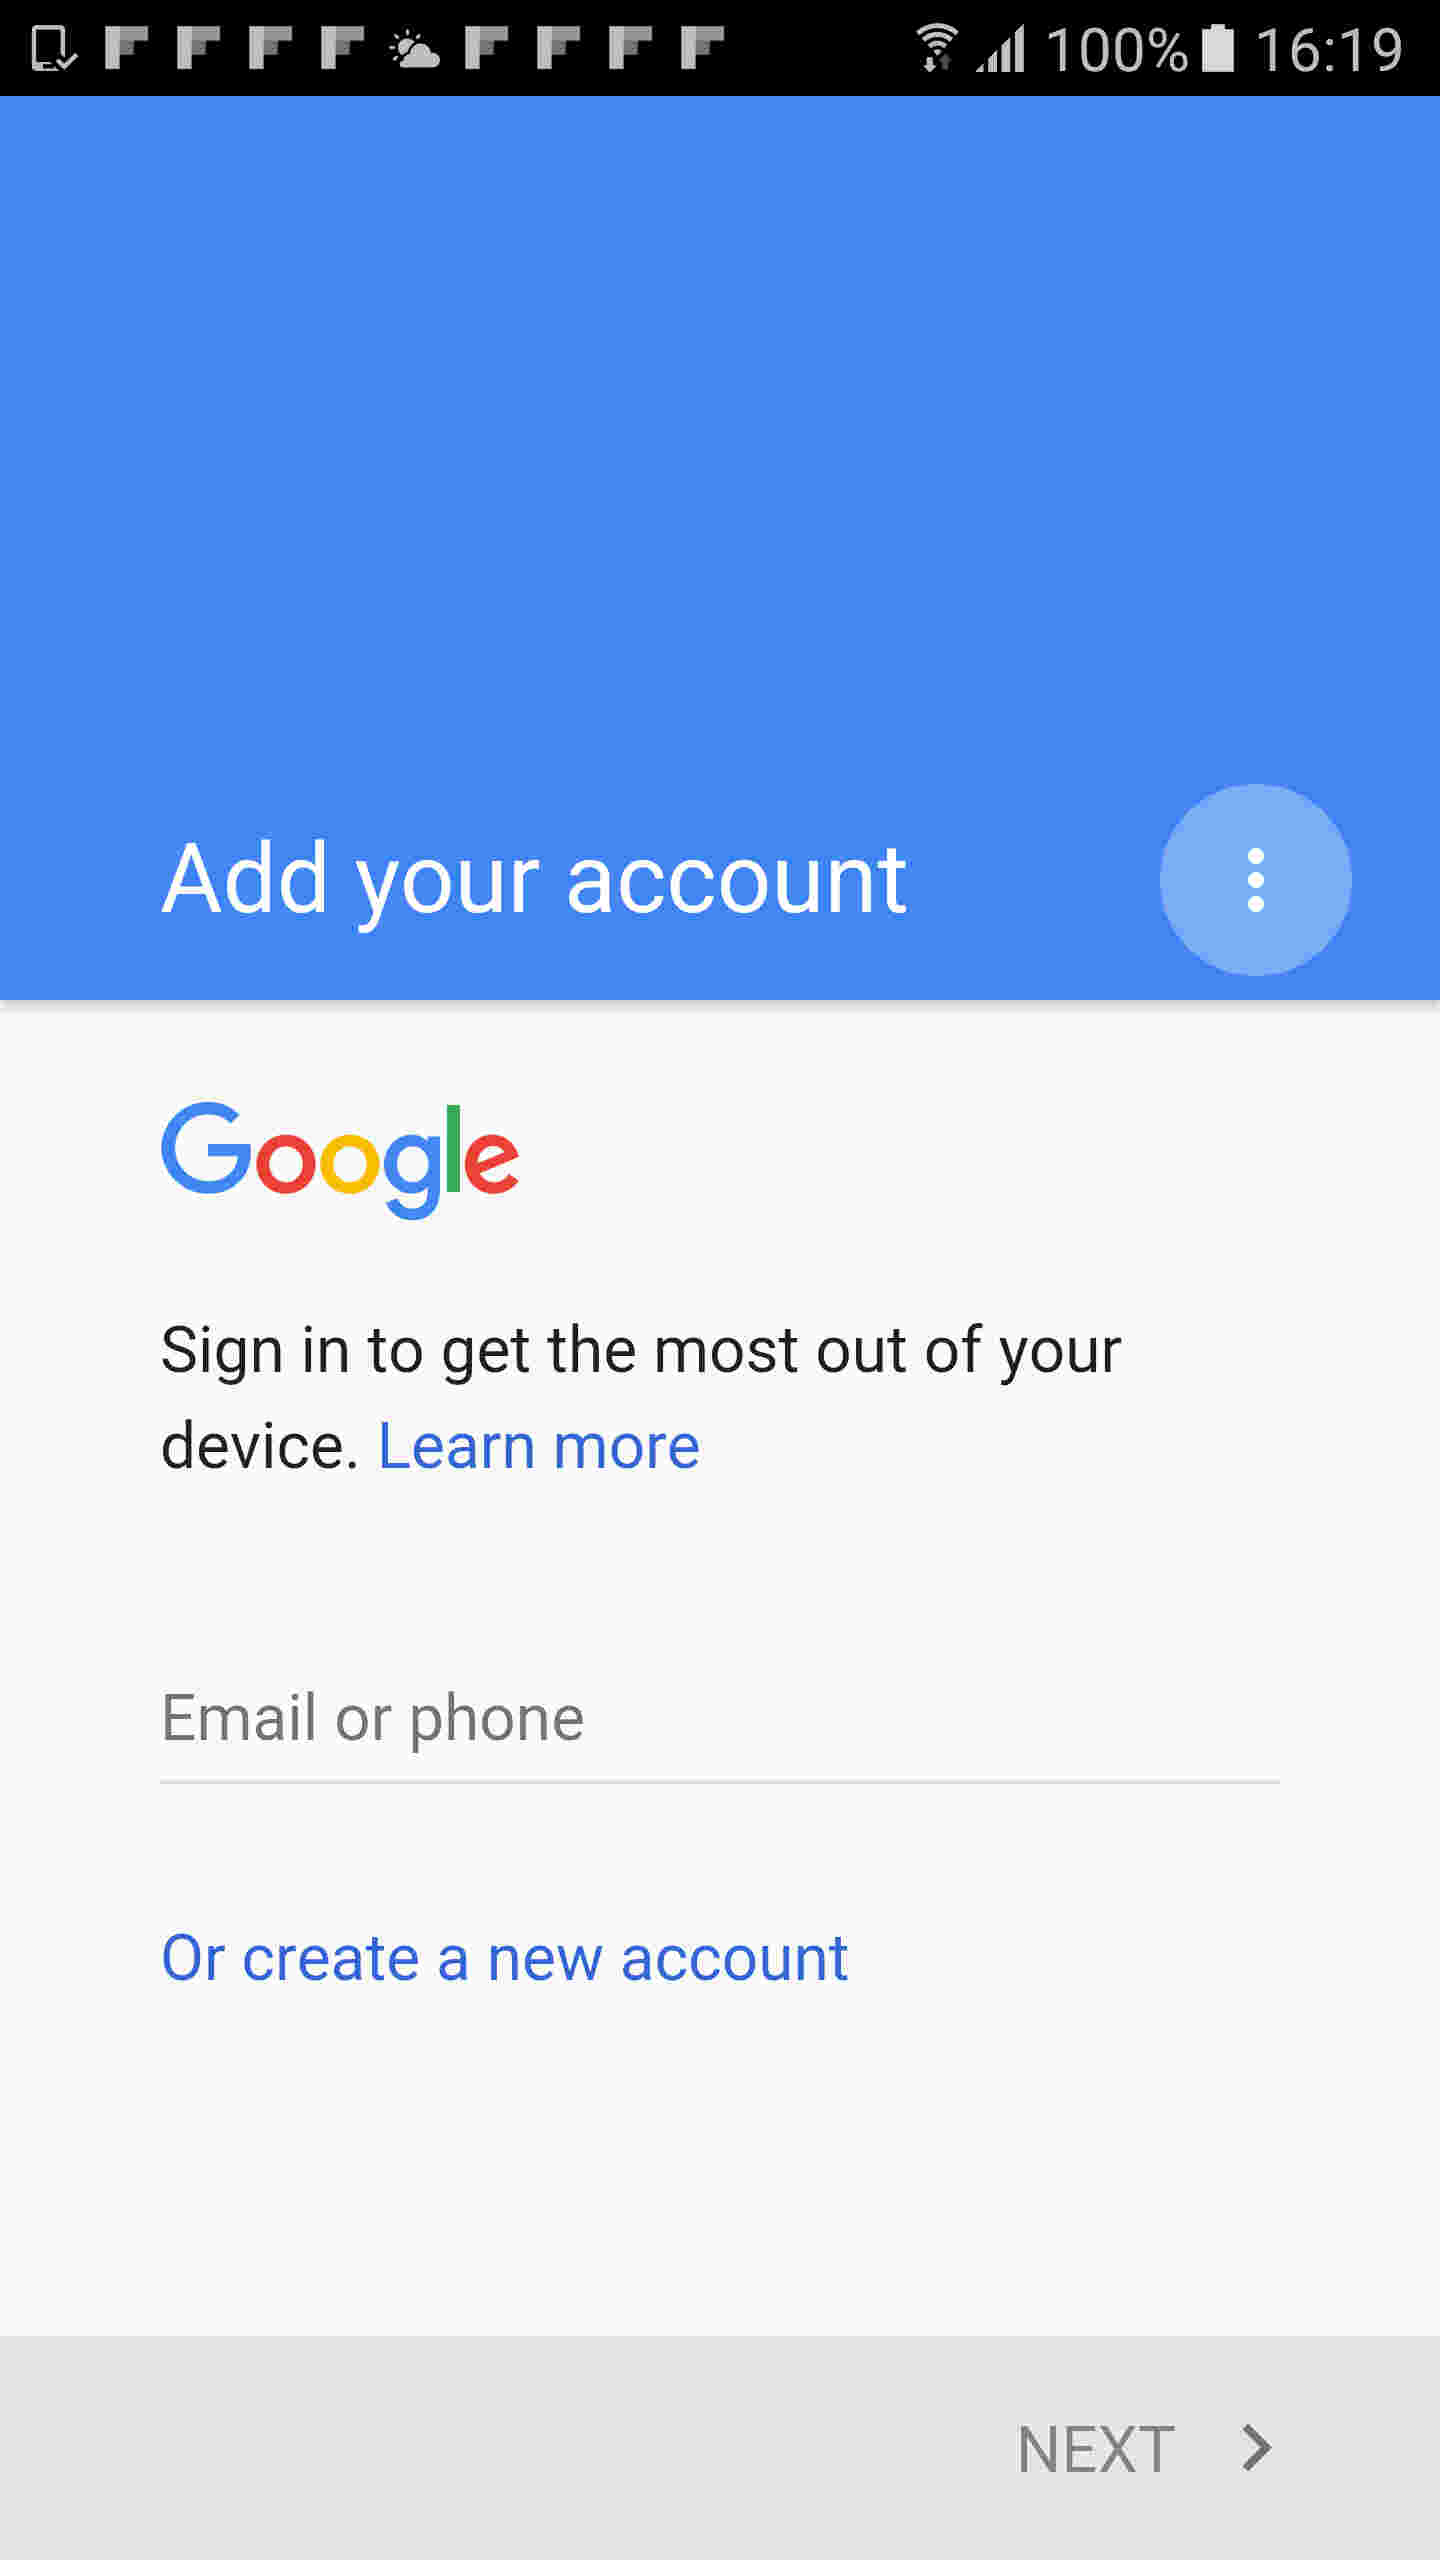 100% 16:19
Add your account
Google
Sign in to get the most out of your
device. Learn more
Email or phone
Or create a new account
NEXT